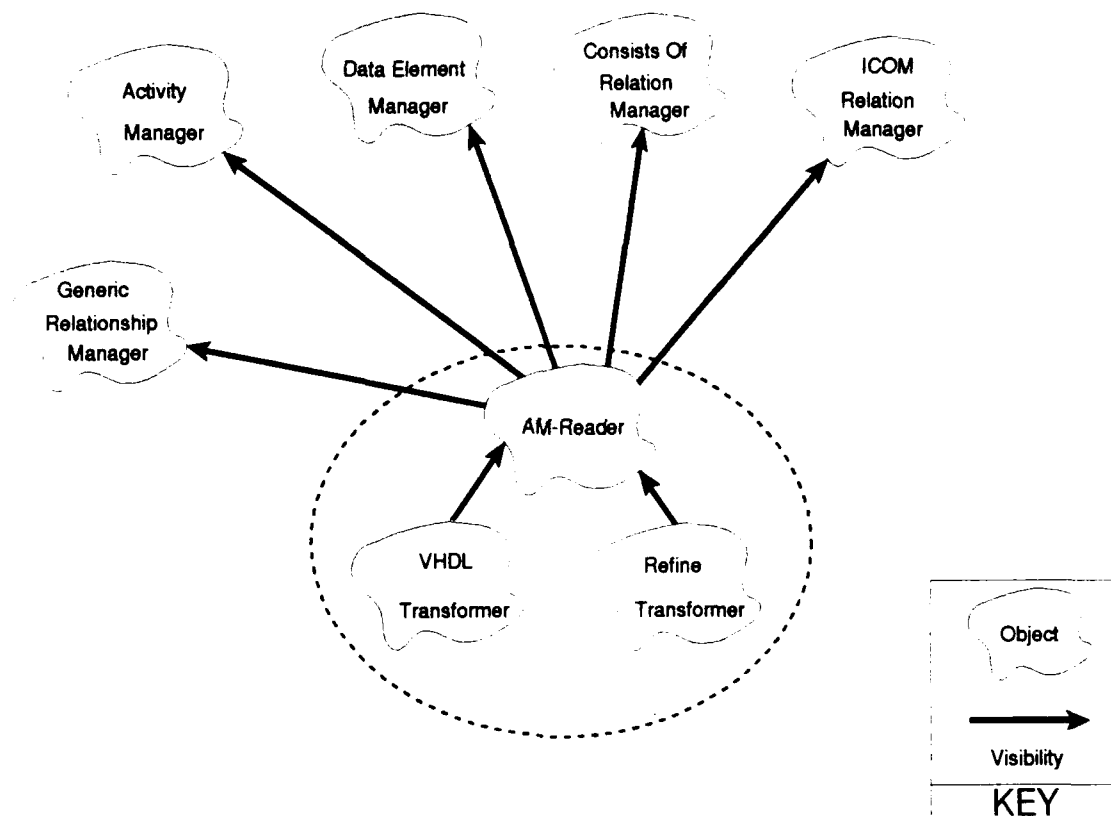 Activity
Manager
Data Element
Manager
Consists Of
Relation
Manager
ICOM
Relation
Manager
Generic
Relationship
Manager
AM-Reader
VHDL
Transformer
Refine
Transformer
Object
Visibility
KEY